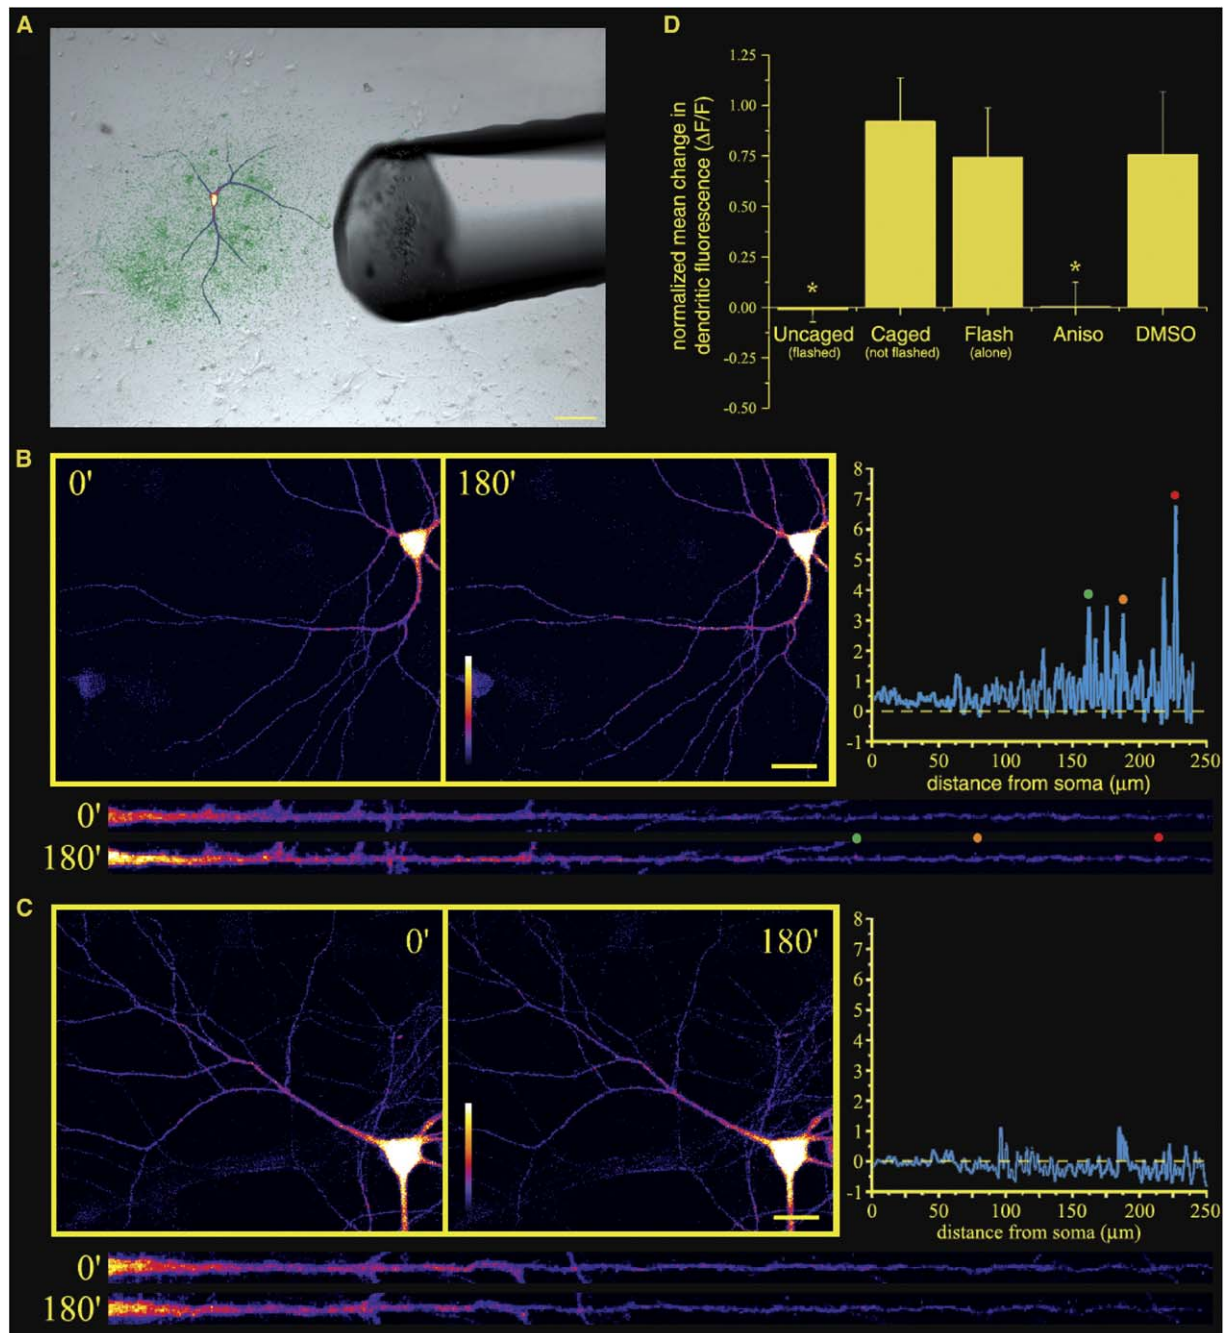 A
D
normalized mean change in
dendritic fluorescence (ΔF/F)
1.25
1.00
0.75
0.50
0.25
0.00
-0.25
-0.50
*
*
Uncaged
(flashed)
Caged
(not flashed)
Flash
(alone)
Aniso
DMSO
B
0'
180'
8
7
6
5
4
3
2
1
0
-1
0 50 100 150 200 250
distance from soma (μm)
0'
180'
C
0'
180'
8
7
6
5
4
3
2
1
0
-1
0 50 100 150 200 250
distance from soma (μm)
0'
180'